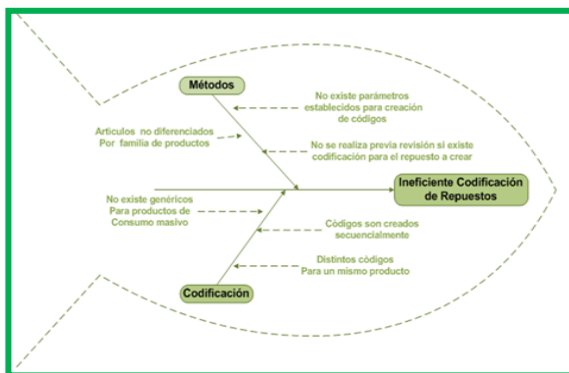 Métodos
No existe parámetros
establecidos para creación
de códigos
Articulos no diferenciados
Por familia de productos
No se realiza previa revisión si existe
codificación para el repuesto a crear
Ineficiente Codificación
de Repuestos
No existe genéricos
Para productos de
Consumo masivo
Códigos son creados
secuencialmente
Distintos códigos
Para un mismo producto
Codificación